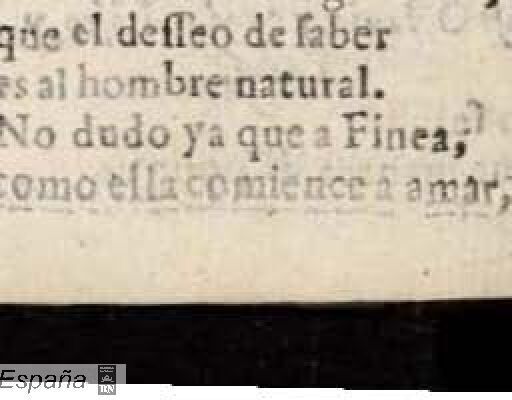 que el desseo de saber
es al hombre natural.
No dudo ya que a Finea,
como ella comience a amar,
España
BN